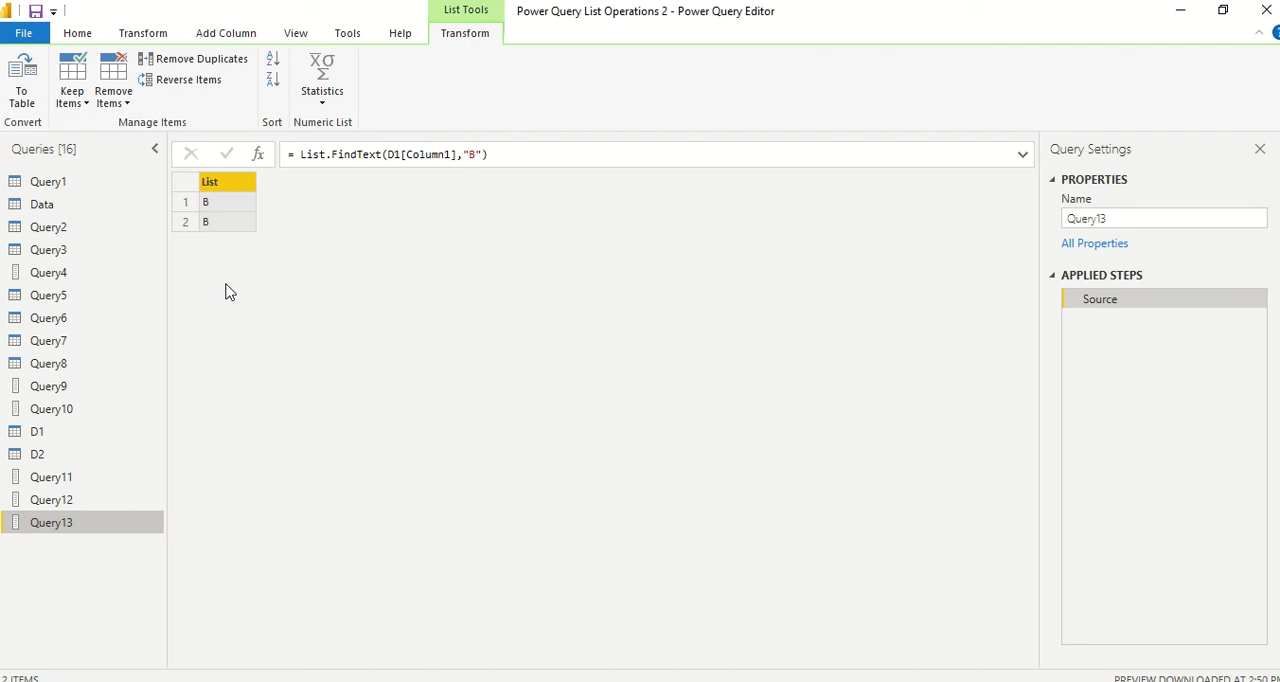 List Tools
Power Query List Operations 2 - Power Query Editor
File Home Transform Add Column View Tools Help Transform
To Table
Keep Items
Remove Items
Remove Duplicates
Reverse Items
Statistics
Convert Manage Items Sort Numeric List
Queries [16]
= List.FindText(D1[Column1],"B")
List
1 B
2 B
Query1
Data
Query2
Query3
Query4
Query5
Query6
Query7
Query8
Query9
Query10
D1
D2
Query11
Query12
Query13
Query Settings
PROPERTIES
Name
Query13
All Properties
APPLIED STEPS
Source
2 ITEMS
PREVIEW DOWNLOADED AT 2:50 PM